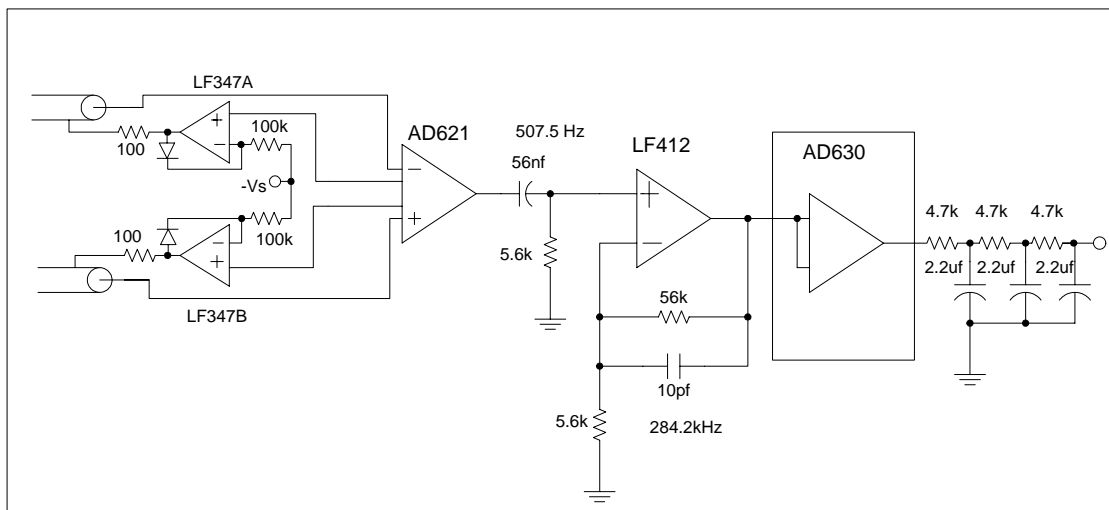 LF347A
100k
100
-Vs
100
100k
LF347B
AD621
507.5 Hz
56nf
5.6k
LF412
56k
10pf
5.6k
284.2kHz
AD630
4.7k 4.7k 4.7k
2.2uf 2.2uf 2.2uf